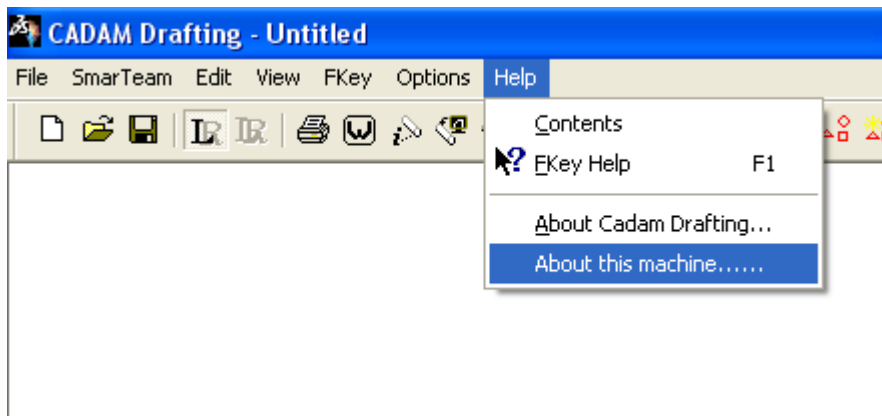 CADAM Drafting - Untitled
File SmarTeam Edit View FKey Options Help
Contents
FKey Help F1
About Cadam Drafting...
About this machine......